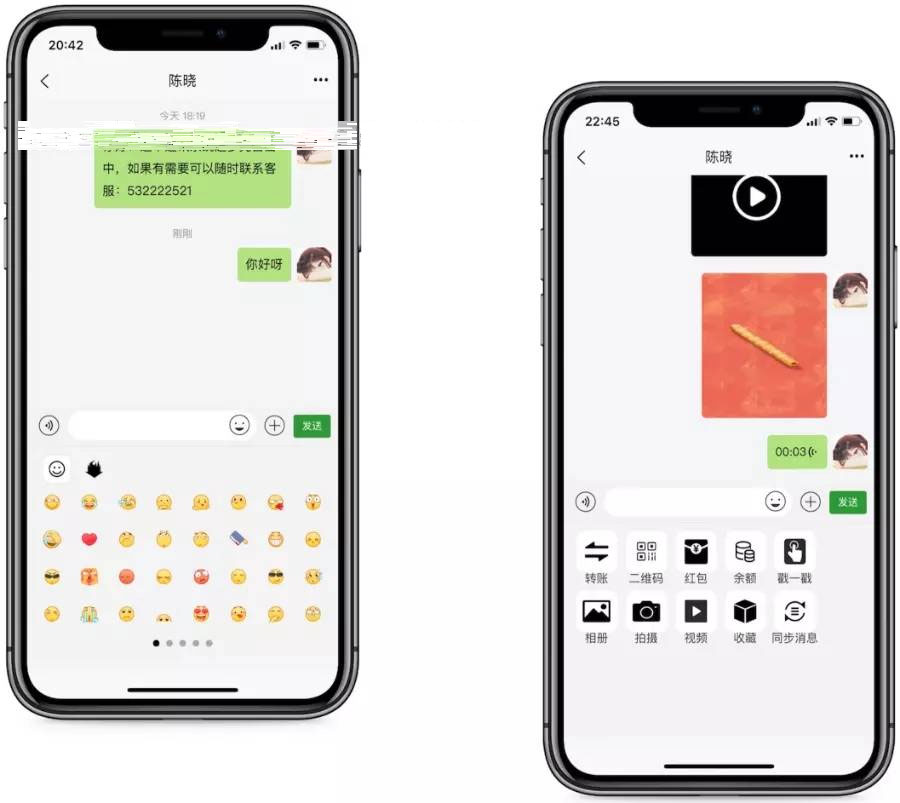 20:42
陈晓
今天 18:19
中，如果有需要可以随时联系客
服：532222521
刚刚
你好呀
发送
22:45
陈晓
00:03
发送
转账 二维码 红包 余额 戳一戳
相册 拍摄 视频 收藏 同步消息